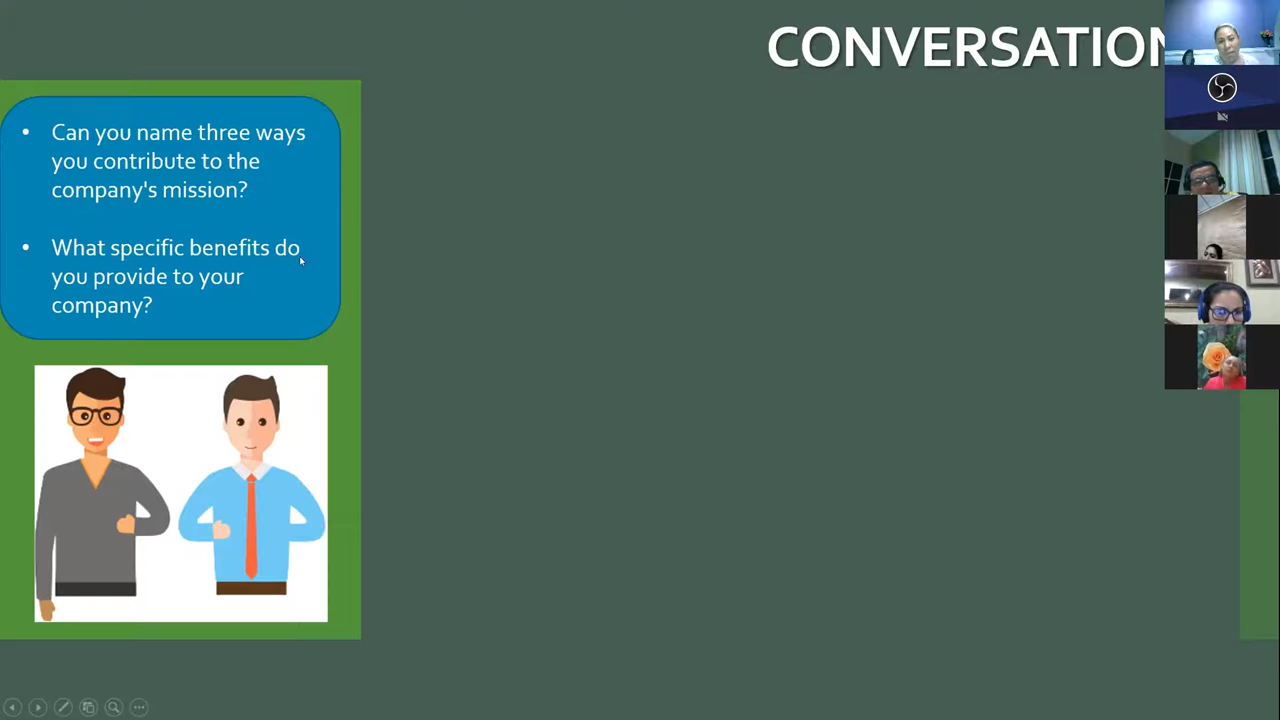 CONVERSATION
• Can you name three ways
you contribute to the
company's mission?
• What specific benefits do
you provide to your
company?